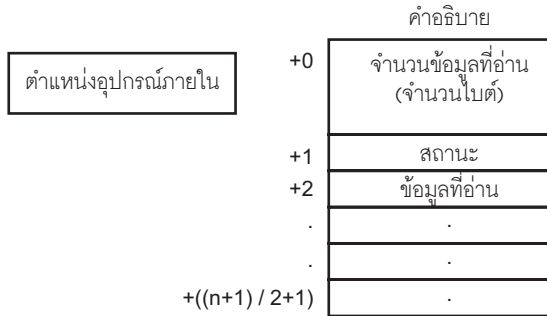 คำอธิบาย
ตำแหน่งอุปกรณ์ภายใน
+0
จำนวนข้อมูลที่อ่าน
(จำนวนไบต์)
+1
สถานะ
+2
ข้อมูลที่อ่าน
. .
. .
+((n+1) / 2+1) .